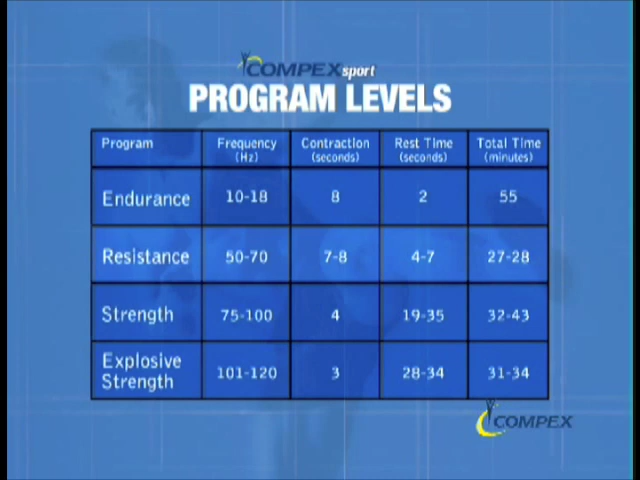 COMPEX sport
PROGRAM LEVELS
Program Frequency (Hz) Contraction (seconds) Rest Time (seconds) Total Time (minutes)
Endurance 10-18 8 2 55
Resistance 50-70 7-8 4-7 27-28
Strength 75-100 4 19-35 32-43
Explosive Strength 101-120 3 28-34 31-34
COMPEX